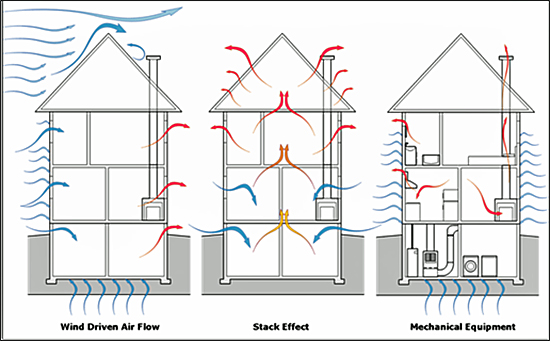 Wind Driven Air Flow
Stack Effect
Mechanical Equipment